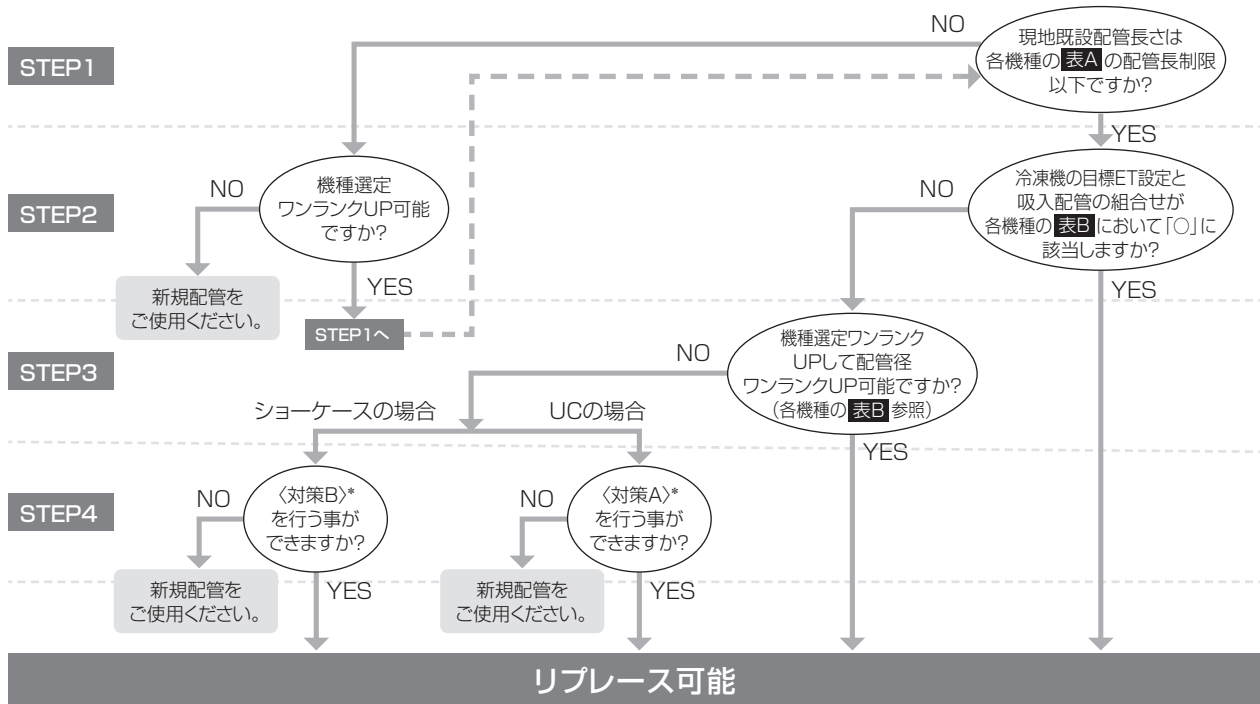 STEP1
NO
現地既設配管長さは
各機種の 表A の配管長制限
以下ですか?
YES
STEP2
NO
機種選定
ワンランクUP可能
ですか?
NO
冷凍機の目標ET設定と
吸入配管の組合せが
各機種の 表B において「○」に
該当しますか?
YES
YES
新規配管を
ご使用ください。
STEP1へ
STEP3
NO
機種選定ワンランク
UPして配管径
ワンランクUP可能ですか?
(各機種の 表B 参照)
ショーケースの場合
UCの場合
YES
STEP4
NO
〈対策B〉*
を行う事が
できますか?
NO
〈対策A〉*
を行う事が
できますか?
新規配管を
ご使用ください。
YES
新規配管を
ご使用ください。
YES
リプレース可能